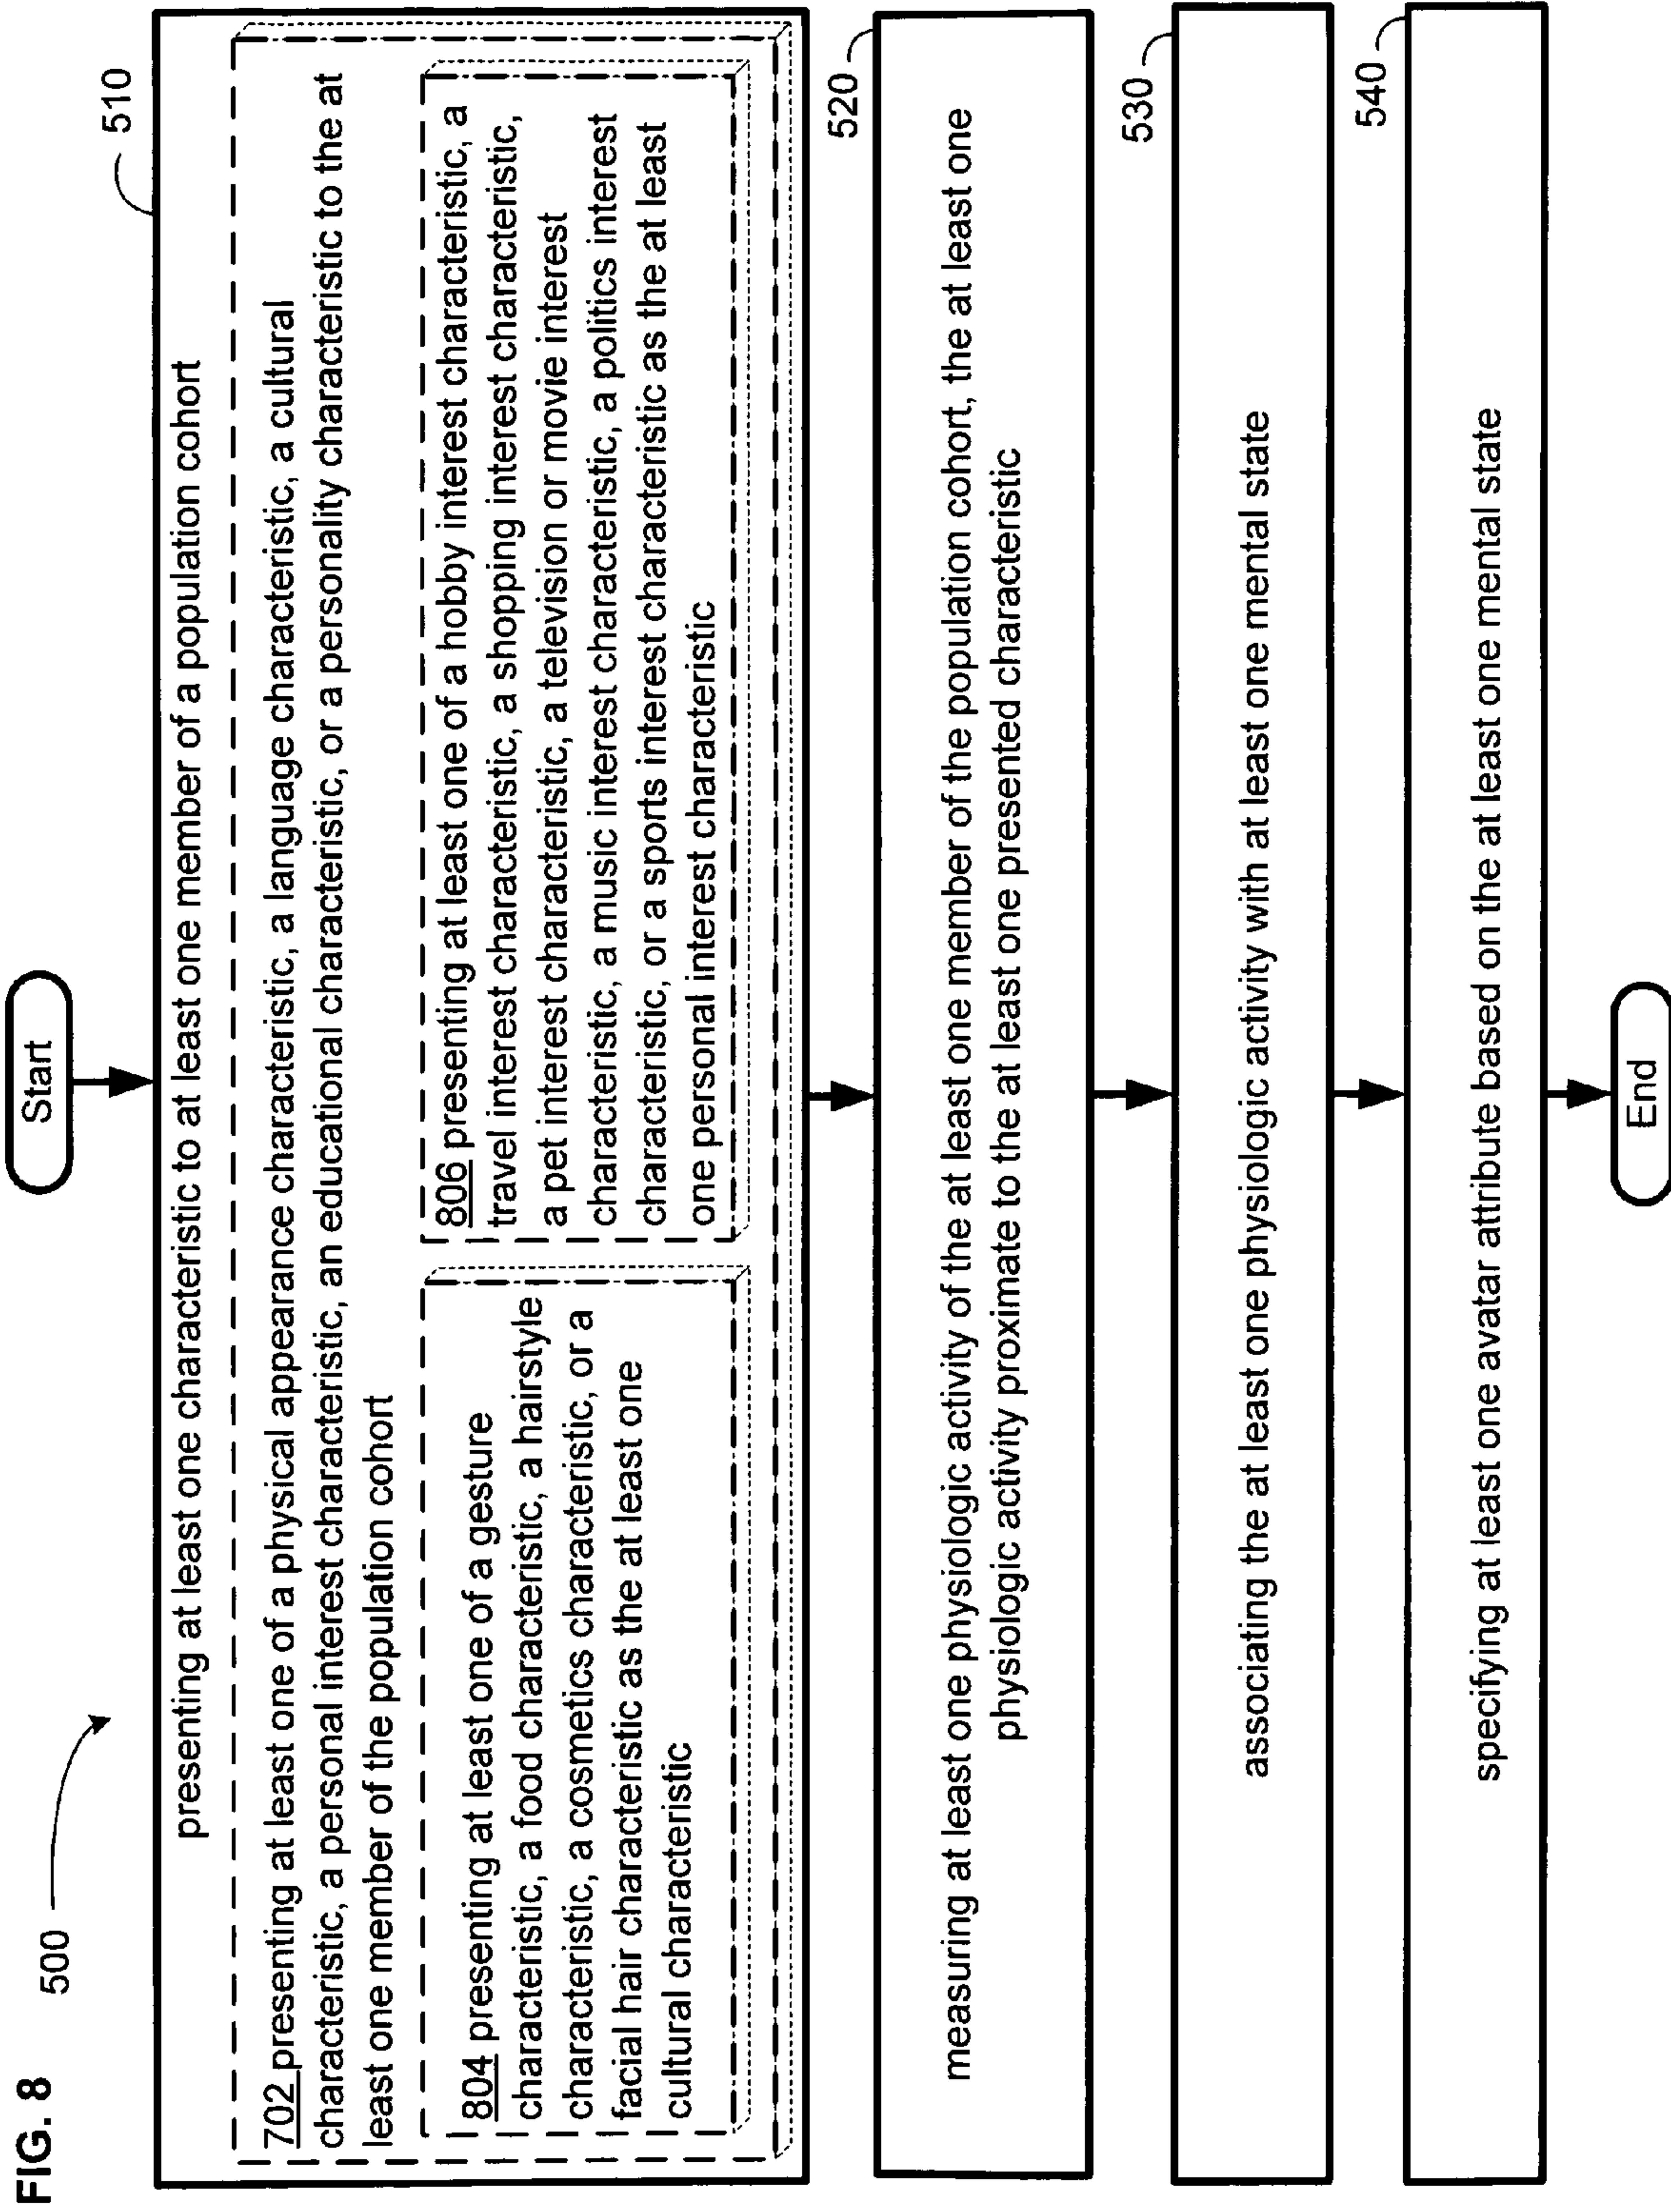 FIG. 8
500
Start
510
presenting at least one characteristic to at least one member of a population cohort
702 presenting at least one of a physical appearance characteristic, a language characteristic, a cultural
characteristic, a personal interest characteristic, an educational characteristic, or a personality characteristic to the at
least one member of the population cohort
804 presenting at least one of a gesture
characteristic, a food characteristic, a hairstyle
characteristic, a cosmetics characteristic, or a
facial hair characteristic as the at least one
cultural characteristic
806 presenting at least one of a hobby interest characteristic, a
travel interest characteristic, a shopping interest characteristic,
a pet interest characteristic, a television or movie interest
characteristic, a music interest characteristic, a politics interest
characteristic, or a sports interest characteristic as the at least
one personal interest characteristic
520
measuring at least one physiologic activity of the at least one member of the population cohort, the at least one
physiologic activity proximate to the at least one presented characteristic
530
associating the at least one physiologic activity with at least one mental state
540
specifying at least one avatar attribute based on the at least one mental state
End